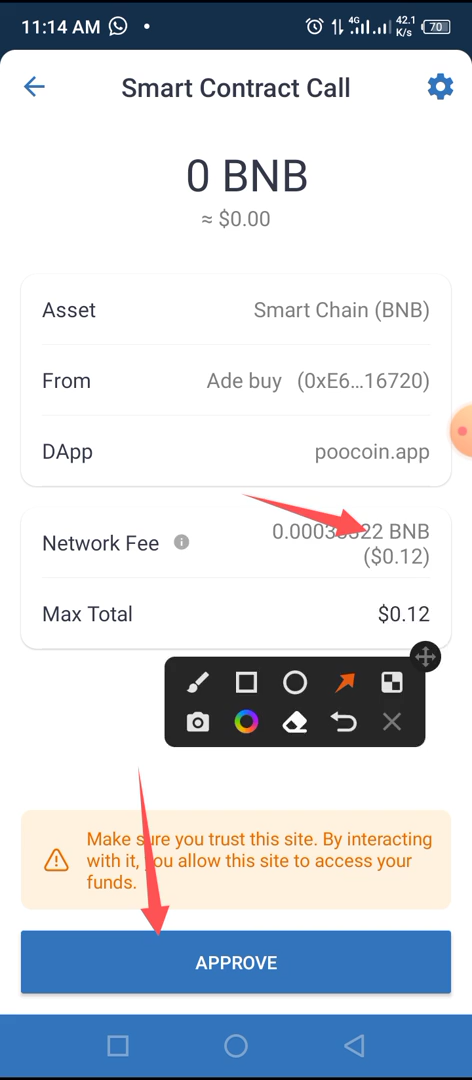 11:14 AM
4G
42.1
K/s
70
Smart Contract Call
0 BNB
≈ $0.00
Asset Smart Chain (BNB)
From Ade buy (0xE6...16720)
DApp poocoin.app
Network Fee BNB
($0.12)
Max Total $0.12
Make sure you trust this site. By interacting
with it, you allow this site to access your
funds.
APPROVE